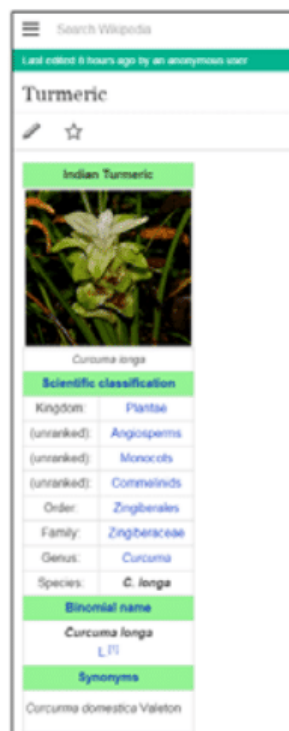 Search Wikipedia
Last edited 8 hours ago by an anonymous user
Turmeric
Indian Turmeric
Curcuma longa
Scientific classification
Kingdom: Plantae
(unranked): Angiosperms
(unranked): Monocots
(unranked): Commelinids
Order: Zingiberales
Family: Zingiberaceae
Genus: Curcuma
Species: C. longa
Binomial name
Curcuma longa
L.[1]
Synonyms
Curcurma domestica Valeton